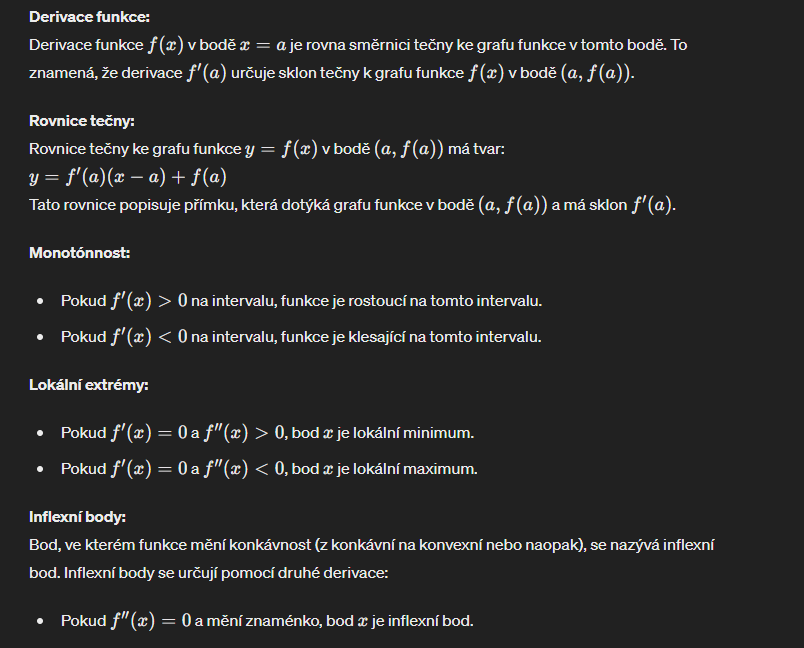 Derivace funkce:
Derivace funkce f(x) v bodě x = a je rovna směrnici tečny ke grafu funkce v tomto bodě. To
znamená, že derivace f′(a) určuje sklon tečny k grafu funkce f(x) v bodě (a, f(a)).
Rovnice tečny:
Rovnice tečny ke grafu funkce y = f(x) v bodě (a, f(a)) má tvar:
y = f′(a)(x − a) + f(a)
Tato rovnice popisuje přímku, která dotýká grafu funkce v bodě (a, f(a)) a má sklon f′(a).
Monotónnost:
• Pokud f′(x) > 0 na intervalu, funkce je rostoucí na tomto intervalu.
• Pokud f′(x) < 0 na intervalu, funkce je klesající na tomto intervalu.
Lokální extrémy:
• Pokud f′(x) = 0 a f′′(x) > 0, bod x je lokální minimum.
• Pokud f′(x) = 0 a f′′(x) < 0, bod x je lokální maximum.
Inflexní body:
Bod, ve kterém funkce mění konkávnost (z konkávní na konvexní nebo naopak), se nazývá inflexní
bod. Inflexní body se určují pomocí druhé derivace:
• Pokud f′′(x) = 0 a mění znaménko, bod x je inflexní bod.